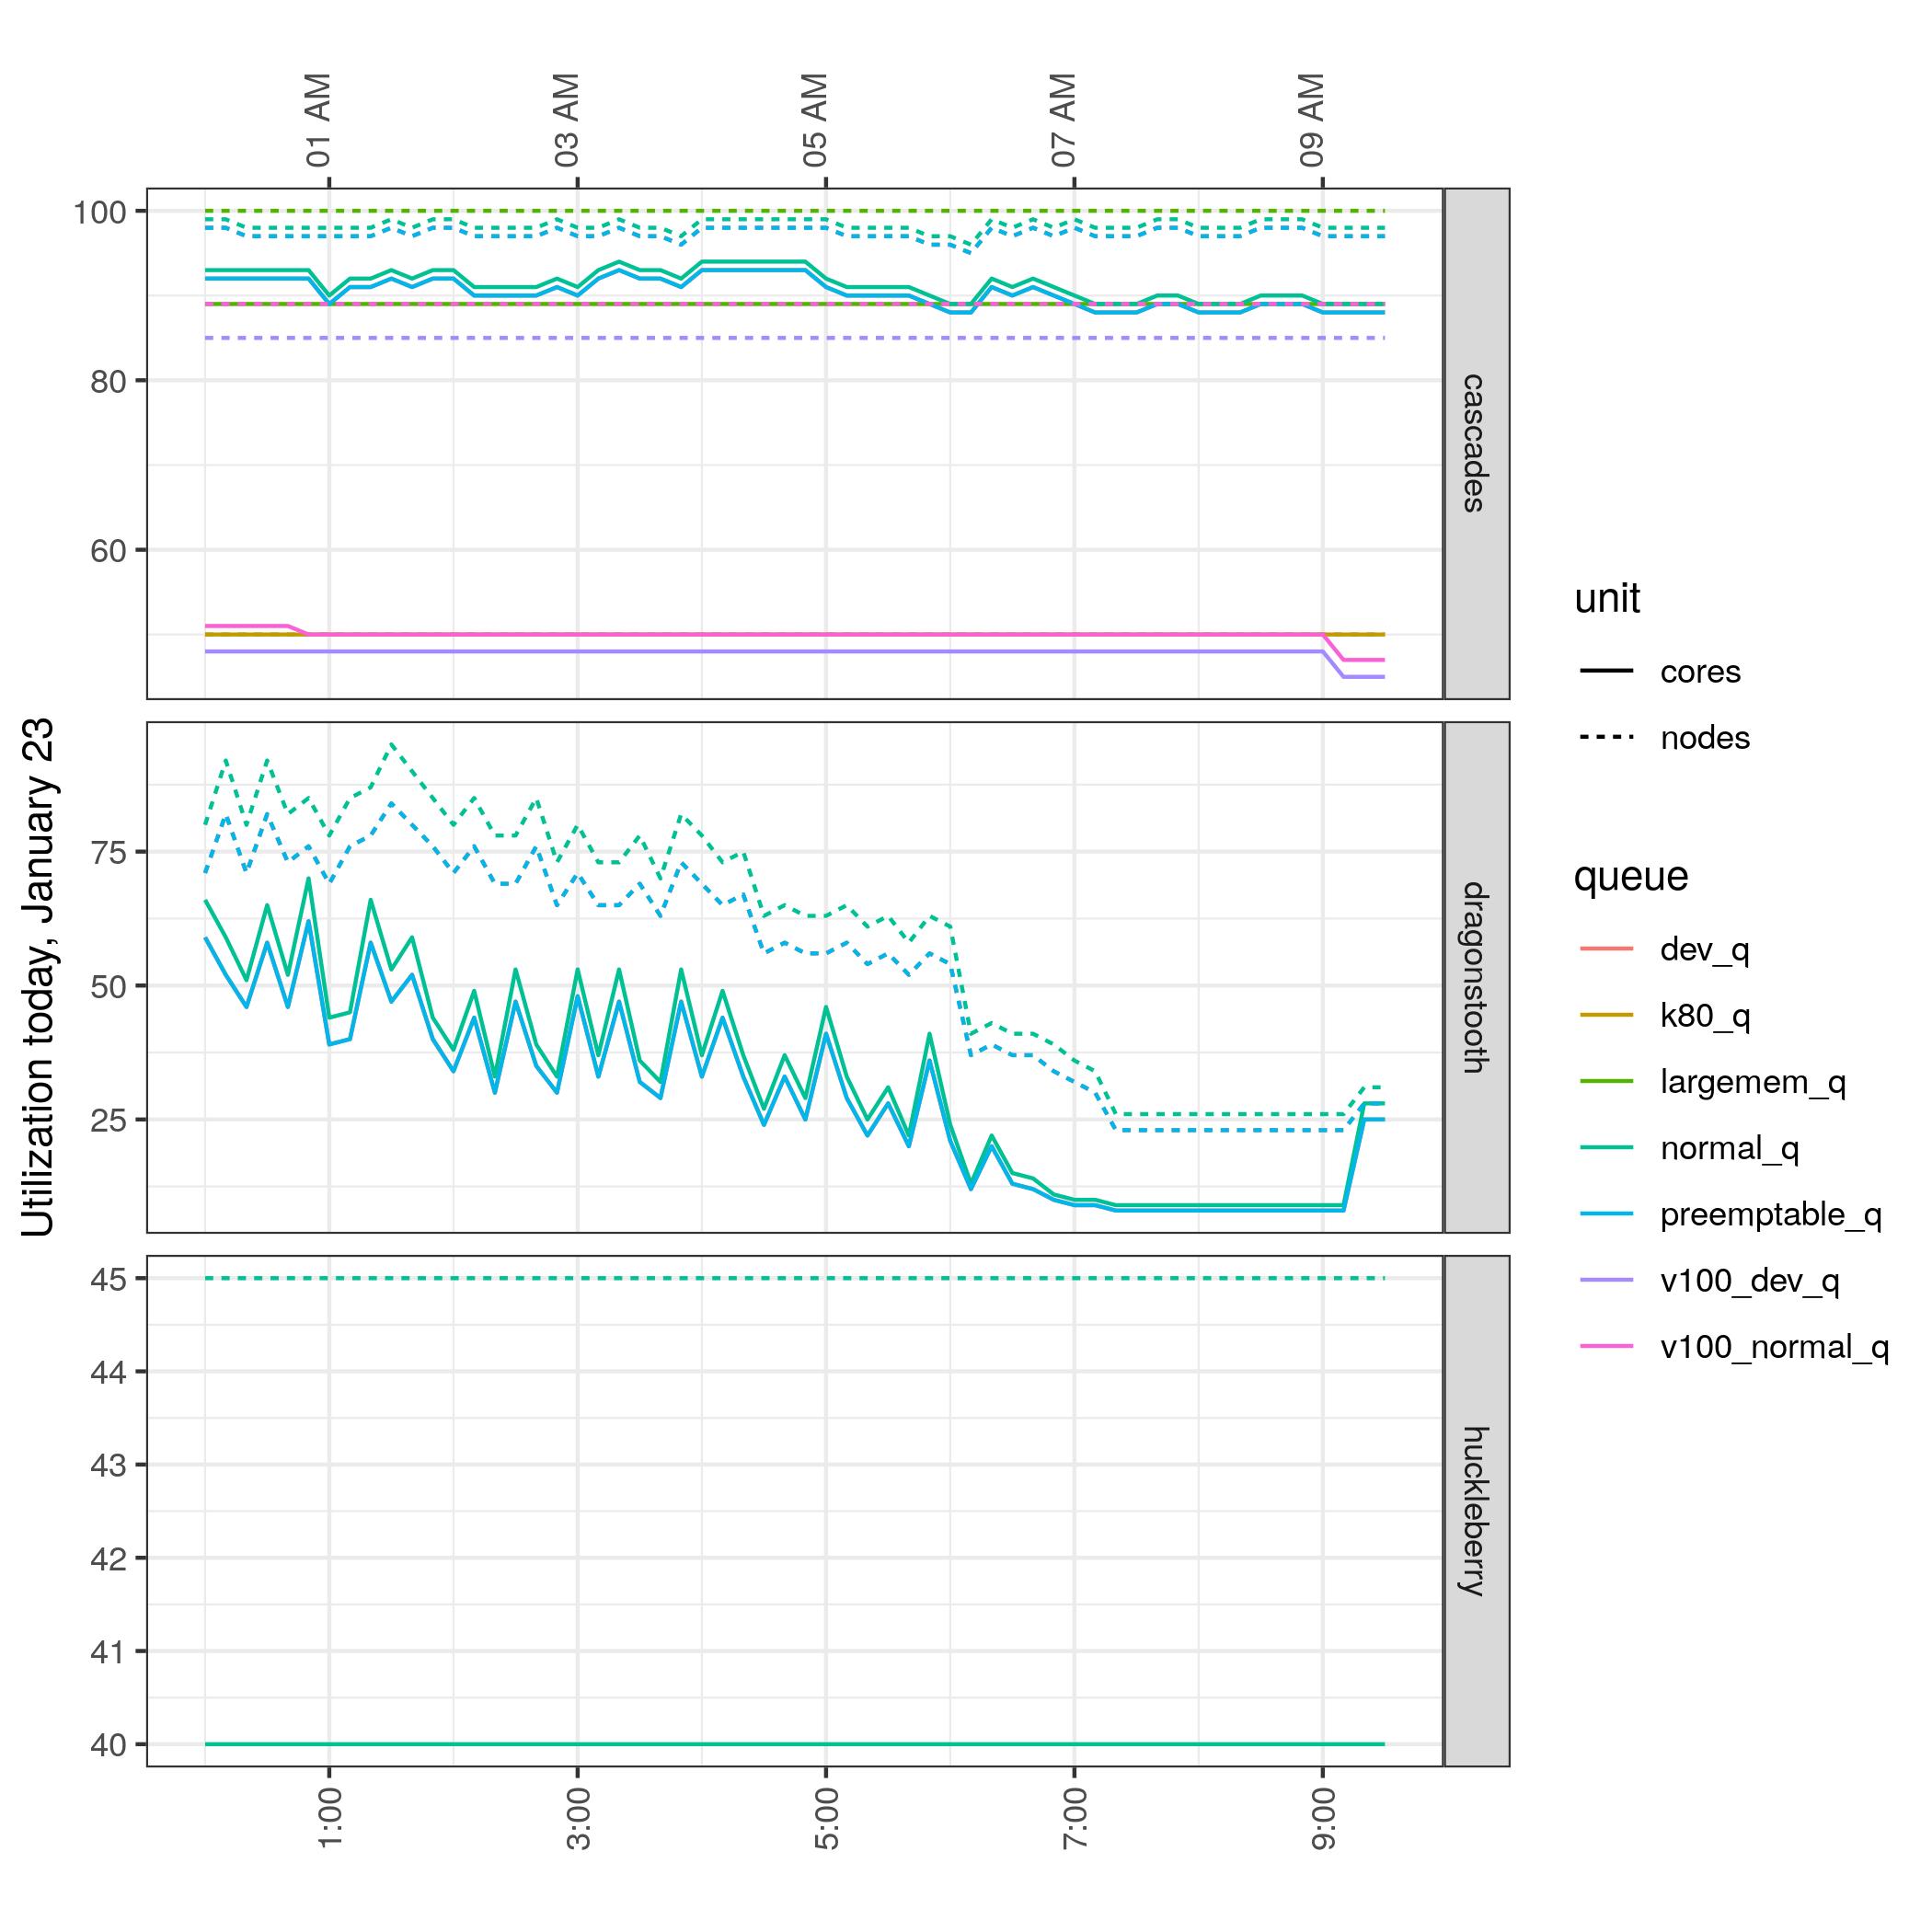 01 AM
03 AM
05 AM
07 AM
09 AM
Utilization today, January 23
100
80
60
cascades
75
50
25
dragonstooth
45
44
43
42
41
40
huckleberry
1:00
3:00
5:00
7:00
9:00
unit
cores
nodes
queue
dev_q
k80_q
largemem_q
normal_q
preemptable_q
v100_dev_q
v100_normal_q